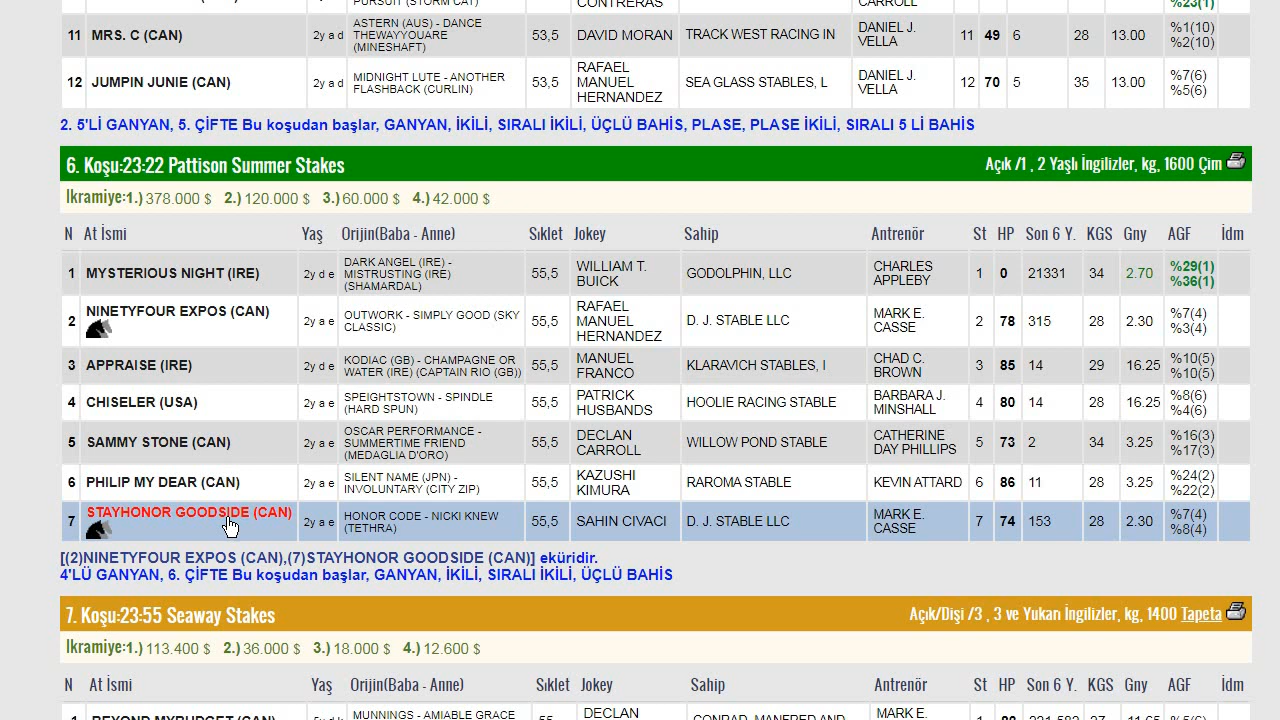 PURSUIT (STORM CAT) CONTRERAS CARROLL %23(1)
11 MRS. C (CAN) 2y a d ASTERN (AUS) - DANCE THEWAYYOUARE (MINESHAFT) 53,5 DAVID MORAN TRACK WEST RACING IN DANIEL J. VELLA 11 49 6 28 13.00 %1(10) %2(10)
12 JUMPIN JUNIE (CAN) 2y a d MIDNIGHT LUTE - ANOTHER FLASHBACK (CURLIN) 53,5 RAFAEL MANUEL HERNANDEZ SEA GLASS STABLES, L DANIEL J. VELLA 12 70 5 35 13.00 %7(6) %5(6)
2. 5'Lİ GANYAN, 5. ÇİFTE Bu koşudan başlar, GANYAN, İKİLİ, SIRALI İKİLİ, ÜÇLÜ BAHİS, PLASE, PLASE İKİLİ, SIRALI 5 Lİ BAHİS
6. Koşu:23:22 Pattison Summer Stakes Açık /1 , 2 Yaşlı İngilizler, kg, 1600 Çim
Ikramiye:1.) 378.000 $ 2.) 120.000 $ 3.) 60.000 $ 4.) 42.000 $
N At İsmi Yaş Orijin(Baba - Anne) Sıklet Jokey Sahip Antrenör St HP Son 6 Y. KGS Gny AGF İdm
1 MYSTERIOUS NIGHT (IRE) 2y d e DARK ANGEL (IRE) - MISTRUSTING (IRE) (SHAMARDAL) 55,5 WILLIAM T. BUICK GODOLPHIN, LLC CHARLES APPLEBY 1 0 21331 34 2.70 %29(1) %36(1)
2 NINETYFOUR EXPOS (CAN) 2y a e OUTWORK - SIMPLY GOOD (SKY CLASSIC) 55,5 RAFAEL MANUEL HERNANDEZ D. J. STABLE LLC MARK E. CASSE 2 78 315 28 2.30 %7(4) %3(4)
3 APPRAISE (IRE) 2y d e KODIAC (GB) - CHAMPAGNE OR WATER (IRE) (CAPTAIN RIO (GB)) 55,5 MANUEL FRANCO KLARAVICH STABLES, I CHAD C. BROWN 3 85 14 29 16.25 %10(5) %10(5)
4 CHISELER (USA) 2y a e SPEIGHTSTOWN - SPINDLE (HARD SPUN) 55,5 PATRICK HUSBANDS HOOLIE RACING STABLE BARBARA J. MINSHALL 4 80 14 28 16.25 %8(6) %4(6)
5 SAMMY STONE (CAN) 2y a e OSCAR PERFORMANCE - SUMMERTIME FRIEND (MEDAGLIA D'ORO) 55,5 DECLAN CARROLL WILLOW POND STABLE CATHERINE DAY PHILLIPS 5 73 2 34 3.25 %16(3) %17(3)
6 PHILIP MY DEAR (CAN) 2y a e SILENT NAME (JPN) - INVOLUNTARY (CITY ZIP) 55,5 KAZUSHI KIMURA RAROMA STABLE KEVIN ATTARD 6 86 11 28 3.25 %24(2) %22(2)
7 STAYHONOR GOODSIDE (CAN) 2y a e HONOR CODE - NICKI KNEW (TETHRA) 55,5 SAHIN CIVACI D. J. STABLE LLC MARK E. CASSE 7 74 153 28 2.30 %7(4) %8(4)
[(2)NINETYFOUR EXPOS (CAN),(7)STAYHONOR GOODSIDE (CAN)] eküridir.
4'LÜ GANYAN, 6. ÇİFTE Bu koşudan başlar, GANYAN, İKİLİ, SIRALI İKİLİ, ÜÇLÜ BAHİS
7. Koşu:23:55 Seaway Stakes Açık/Dişi /3 , 3 ve Yukarı İngilizler, kg, 1400 Tapeta
Ikramiye:1.) 113.400 $ 2.) 36.000 $ 3.) 18.000 $ 4.) 12.600 $
N At İsmi Yaş Orijin(Baba - Anne) Sıklet Jokey Sahip Antrenör St HP Son 6 Y. KGS Gny AGF İdm
MUNNINGS - AMIABLE GRACE DECLAN